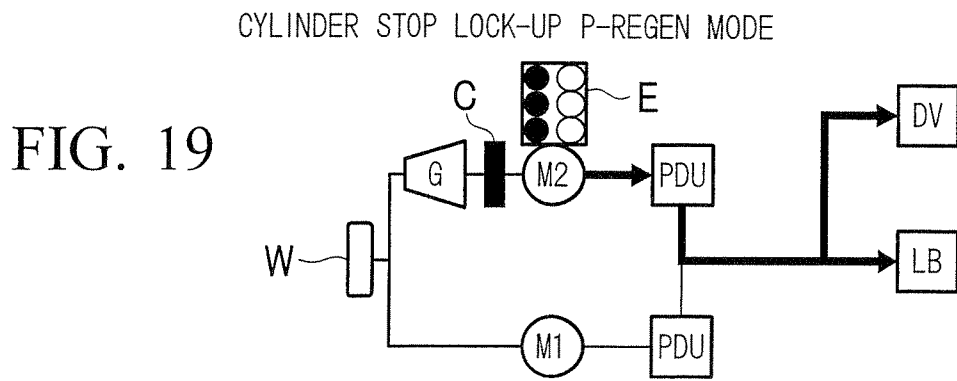 CYLINDER STOP LOCK-UP P-REGEN MODE
FIG. 19
C
E
DV
G
M2
PDU
W
LB
M1
PDU